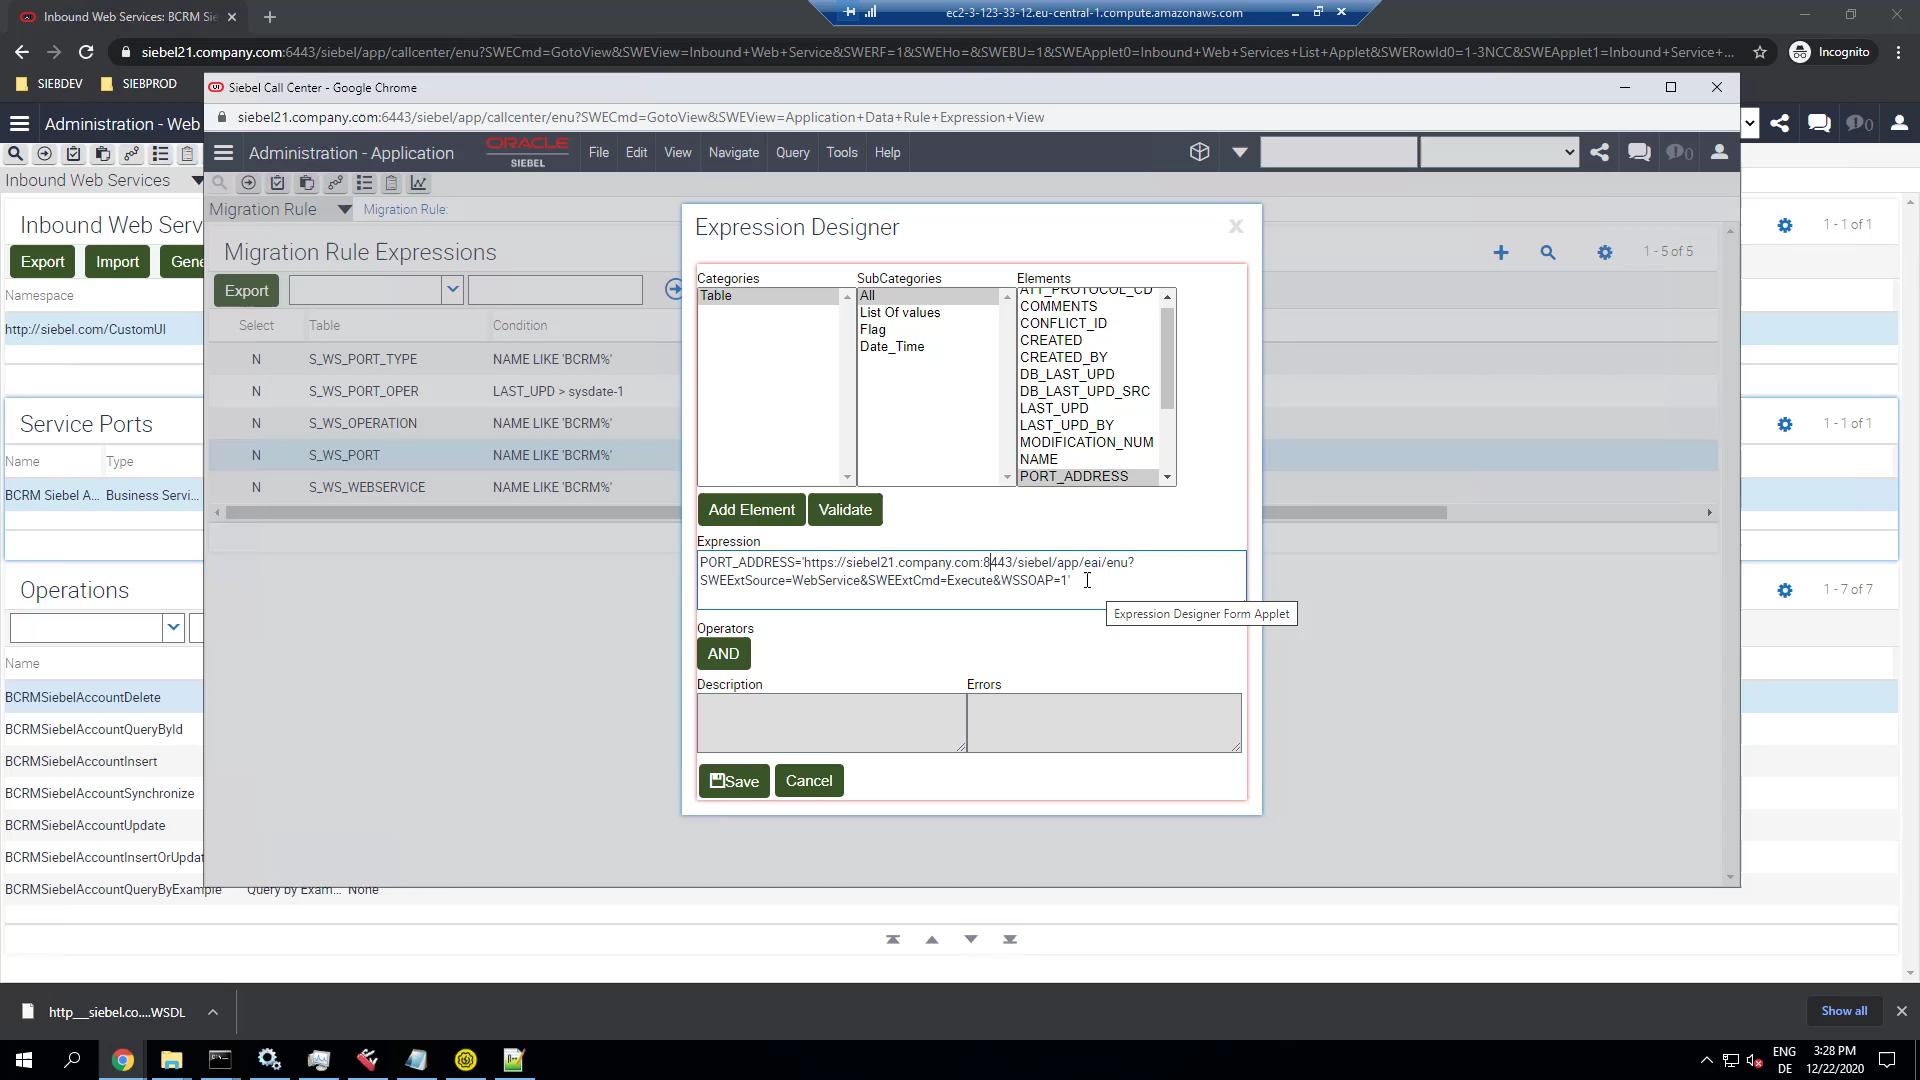 Inbound Web Services: BCRM Sie
ec2-3-123-33-12.eu-central-1.compute.amazonaws.com
siebel21.company.com:6443/siebel/app/callcenter/enu?SWECmd=GotoView&SWEView=Inbound+Web+Service&SWERF=1&SWEHo=&SWEBU=1&SWEApplet0=Inbound+Web+Services+List+Applet&SWERowId0=1-3NCC&SWEApplet1=Inbound+Service+...
Incognito
SIEBDEV
SIEBPROD
Siebel Call Center - Google Chrome
siebel21.company.com:6443/siebel/app/callcenter/enu?SWECmd=GotoView&SWEView=Application+Data+Rule+Expression+View
Administration - Web
Administration - Application
ORACLE
SIEBEL
File
Edit
View
Navigate
Query
Tools
Help
0
0
Inbound Web Services
Migration Rule
Migration Rule:
Inbound Web Serv
1 - 1 of 1
Export
Import
Gene
Namespace
http://siebel.com/CustomUI
Migration Rule Expressions
1 - 5 of 5
Export
Select
Table
Condition
N
S_WS_PORT_TYPE
NAME LIKE 'BCRM%'
N
S_WS_PORT_OPER
LAST_UPD > sysdate-1
N
S_WS_OPERATION
NAME LIKE 'BCRM%'
N
S_WS_PORT
NAME LIKE 'BCRM%'
N
S_WS_WEBSERVICE
NAME LIKE 'BCRM%'
Expression Designer
x
Categories
SubCategories
Elements
Table
All
List Of values
Flag
Date_Time
ATT_PROTOCOL_CD
COMMENTS
CONFLICT_ID
CREATED
CREATED_BY
DB_LAST_UPD
DB_LAST_UPD_SRC
LAST_UPD
LAST_UPD_BY
MODIFICATION_NUM
NAME
PORT_ADDRESS
Add Element
Validate
Expression
PORT_ADDRESS='https://siebel21.company.com:8443/siebel/app/eai/enu?
SWEExtSource=WebService&SWEExtCmd=Execute&WSSOAP=1'
Expression Designer Form Applet
Operators
AND
Description
Errors
Save
Cancel
Service Ports
1 - 1 of 1
Name
Type
BCRM Siebel A...
Business Servi...
Operations
1 - 7 of 7
Name
BCRMSiebelAccountDelete
BCRMSiebelAccountQueryById
BCRMSiebelAccountInsert
BCRMSiebelAccountSynchronize
BCRMSiebelAccountUpdate
BCRMSiebelAccountInsertOrUpdat
BCRMSiebelAccountQueryByExample
Query by Exam...
None
http___siebel.co....WSDL
Show all
ENG
DE
3:28 PM
12/22/2020